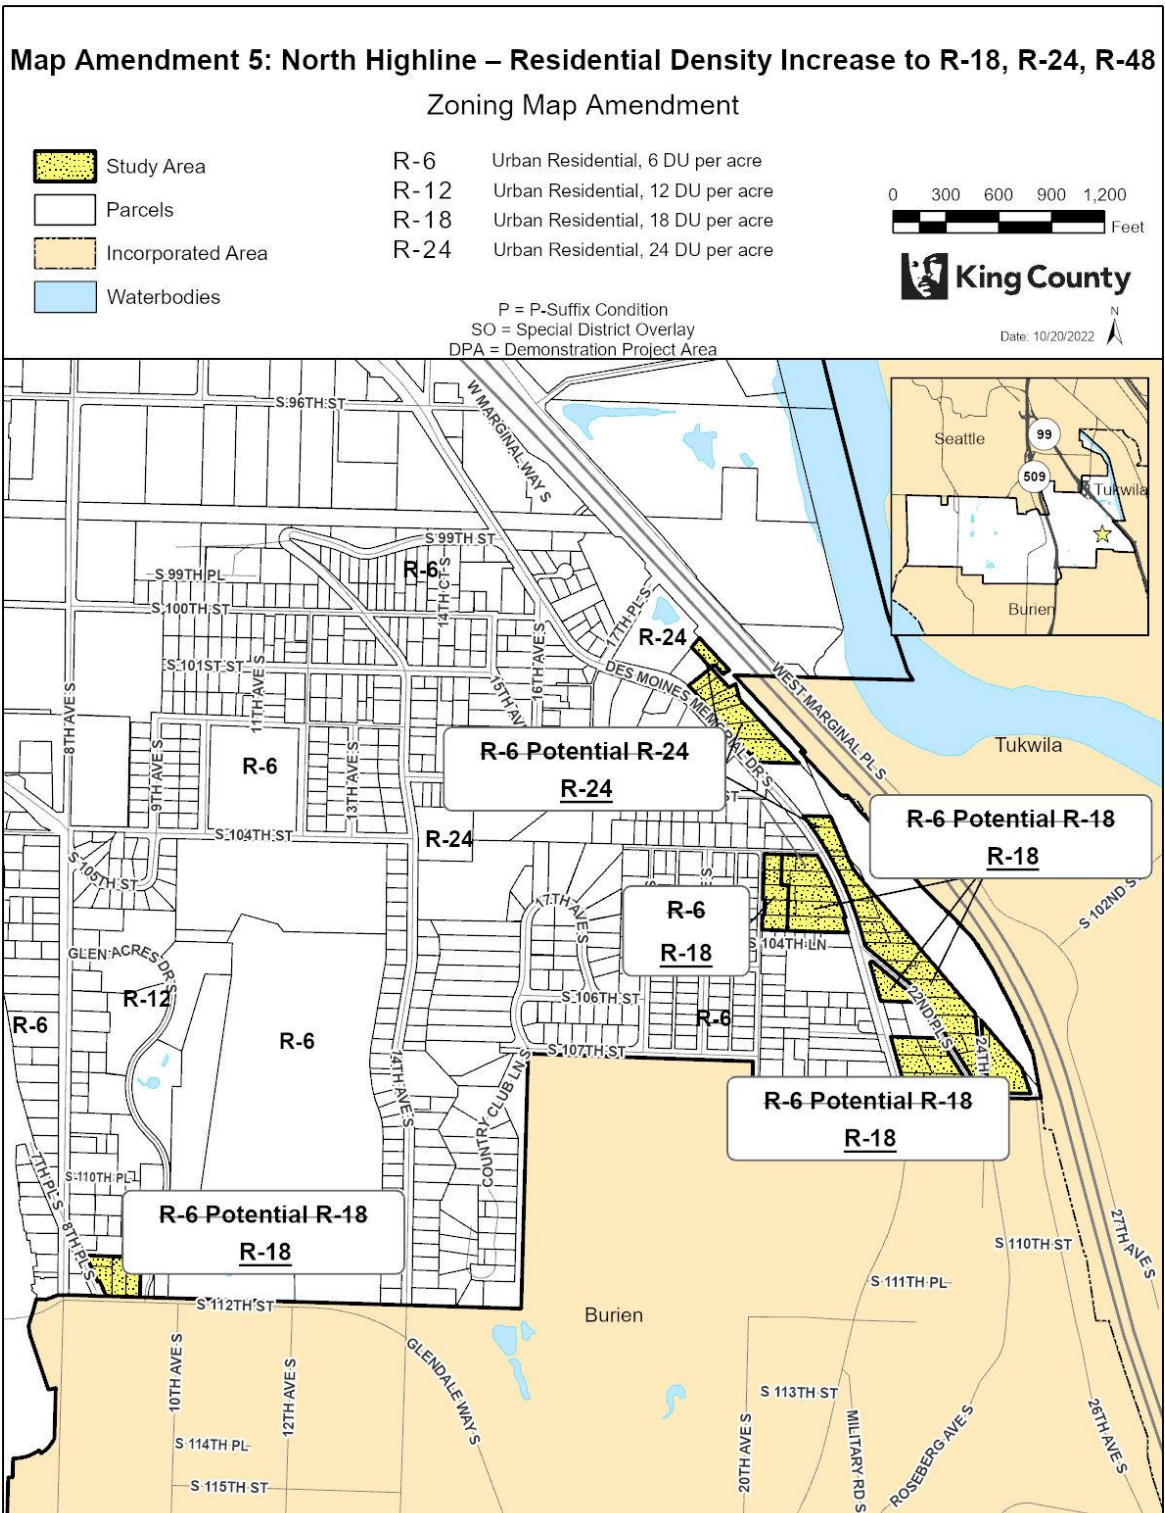 Map Amendment 5: North Highline – Residential Density Increase to R-18, R-24, R-48
Zoning Map Amendment
Study Area
Parcels
Incorporated Area
Waterbodies
R-6 Urban Residential, 6 DU per acre
R-12 Urban Residential, 12 DU per acre
R-18 Urban Residential, 18 DU per acre
R-24 Urban Residential, 24 DU per acre
P = P-Suffix Condition
SO = Special District Overlay
DPA = Demonstration Project Area
0 300 600 900 1,200
Feet
King County
N
Date: 10/20/2022
S 96TH ST
W MARGINAL WAY S
Seattle
99
509
Tukwila
Burien
S 99TH ST
R-6
14TH CT S
S 99TH PL
S 100TH ST
17TH PL S
R-24
S 101ST ST
11TH AVE S
15TH AV
16TH AVE S
DES MOINES MEMORIAL DR S
WEST MARGINAL PL S
8TH AVE S
9TH AVE S
R-6
13TH AVE S
R-6 Potential R-24
R-24
Tukwila
ST
R-6 Potential R-18
R-18
S 104TH ST
R-24
S 105TH ST
17TH AVE S
R-6
R-18
E S
S 104TH LN
S 102ND S
GLEN ACRES DR S
R-12
R-6
R-6
S 106TH ST
R-6
22ND PL S
24TH
S 107TH ST
14TH AVE S
COUNTRY CLUB LN S
R-6 Potential R-18
R-18
7TH PL S
S 110TH PL
8TH PL S
R-6 Potential R-18
R-18
S 112TH ST
Burien
S 110TH ST
27TH AVE S
S 111TH PL
10TH AVE S
12TH AVE S
GLENDALE WAY S
S 113TH ST
20TH AVE S
MILITARY RD S
ROSEBERG AVE S
26TH AVE S
S 114TH PL
S 115TH ST